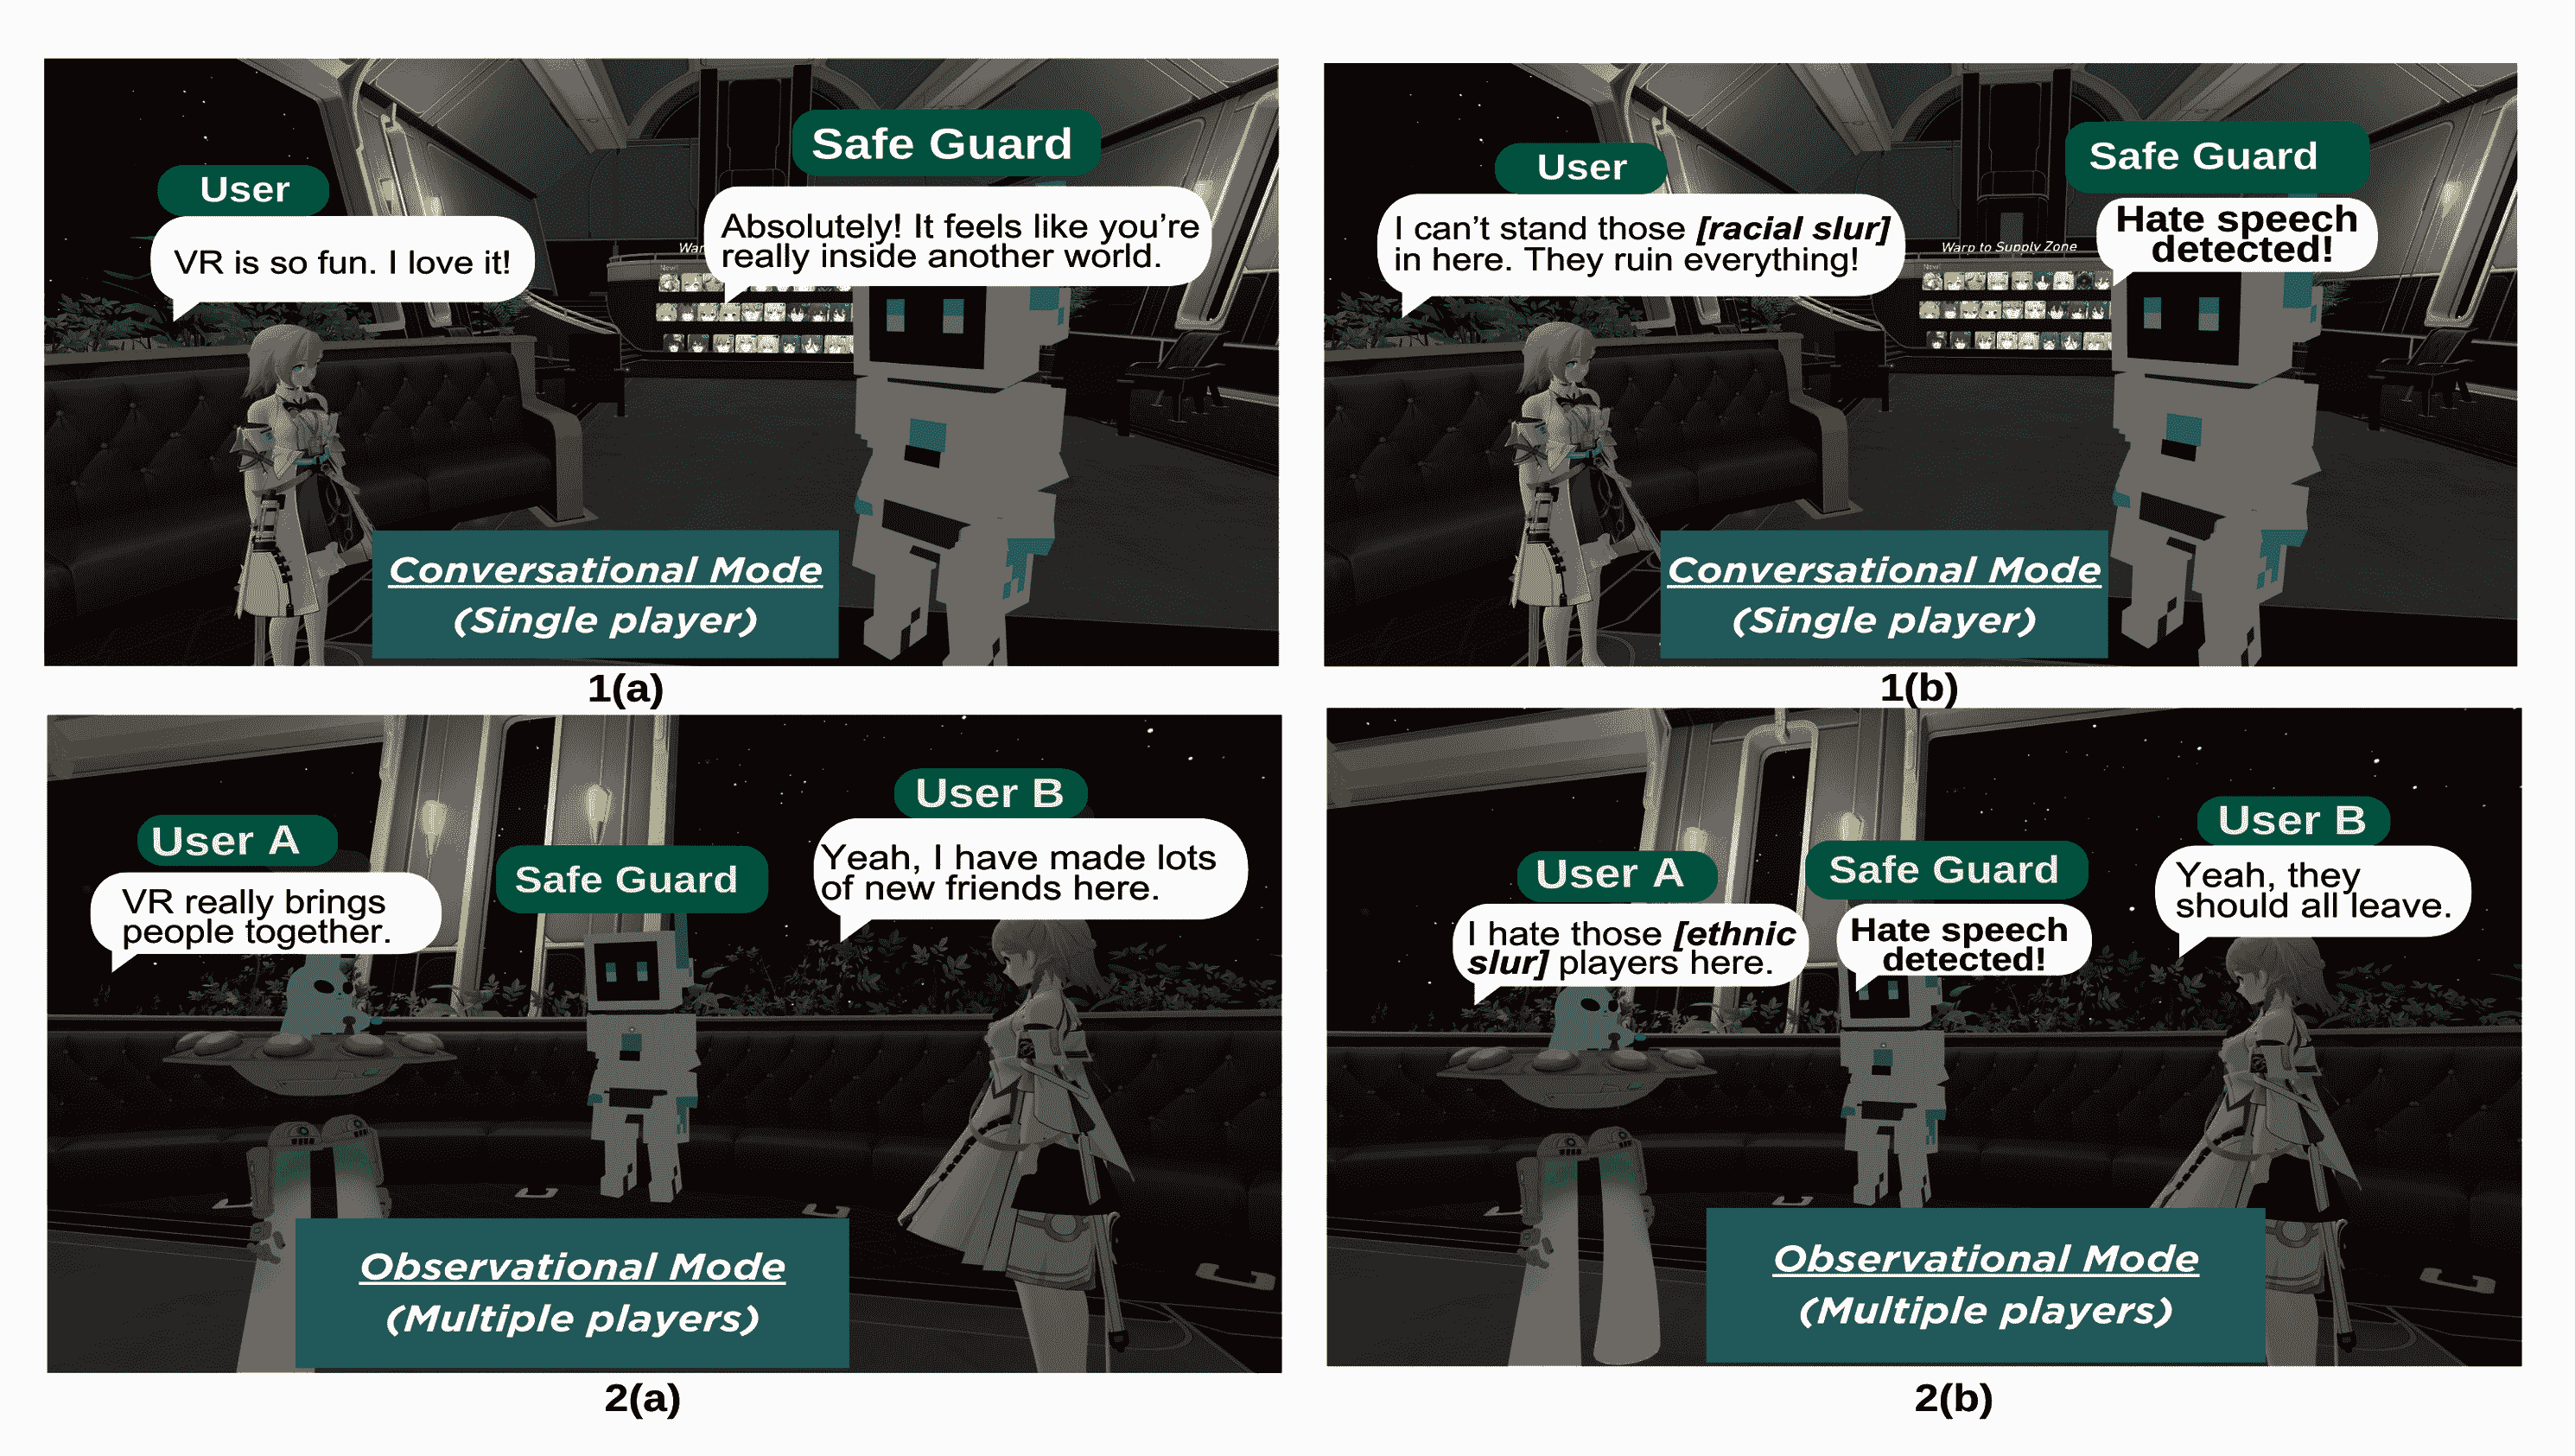 User
VR is so fun. I love it!
Safe Guard
Absolutely! It feels like you’re
really inside another world.
War
New!
Conversational Mode
(Single player)
1(a)
User
I can’t stand those [racial slur]
in here. They ruin everything!
Safe Guard
Hate speech
detected!
Warp to Supply Zone
New!
Conversational Mode
(Single player)
1(b)
User A
VR really brings
people together.
Safe Guard
User B
Yeah, I have made lots
of new friends here.
Observational Mode
(Multiple players)
2(a)
User A
I hate those [ethnic
slur] players here.
Safe Guard
Hate speech
detected!
User B
Yeah, they
should all leave.
Observational Mode
(Multiple players)
2(b)